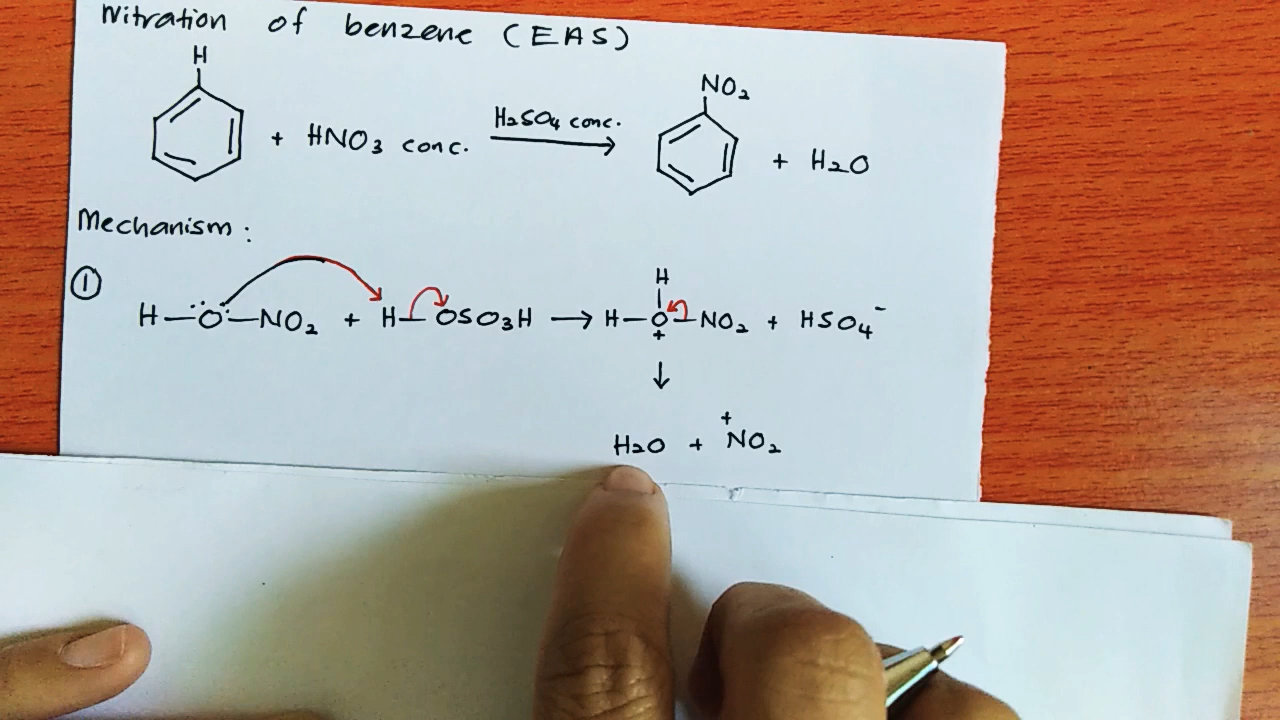 Nitration of benzene (EAS)
H
NO₂
+ HNO₃ conc. H₂SO₄ conc. ⟶ + H₂O
Mechanism :
①
H
H—Ö—NO₂ + H—OSO₃H ⟶ H—O—NO₂ + HSO₄⁻
+
↓
+
H₂O + NO₂